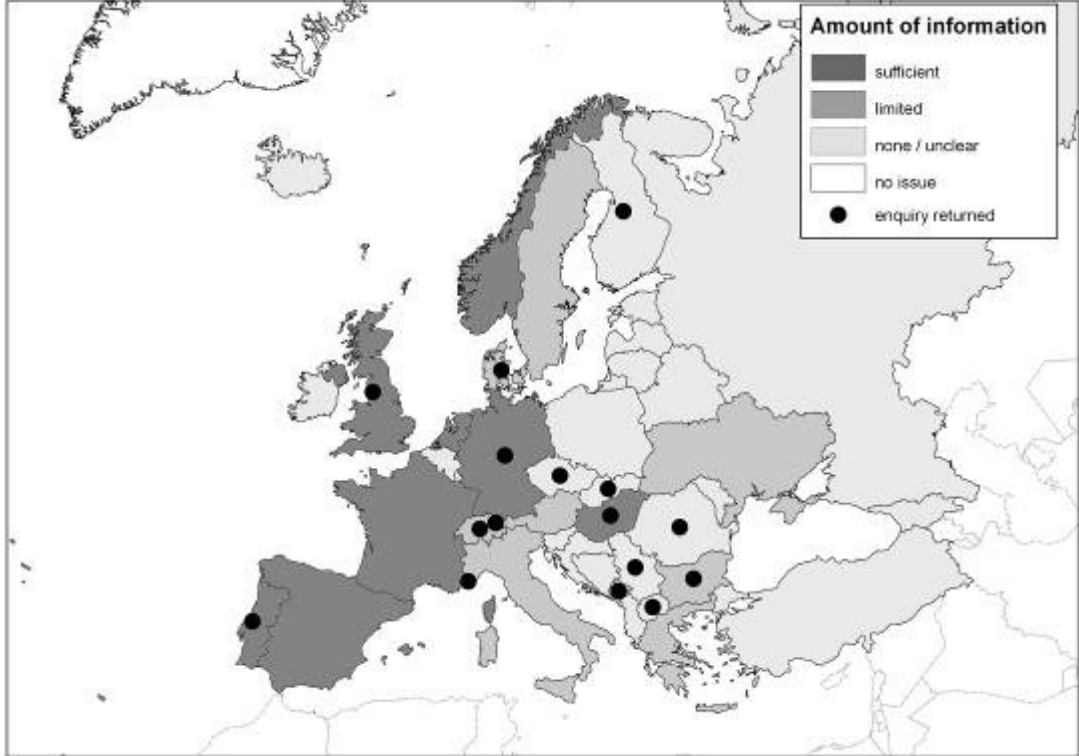 Amount of information
sufficient
limited
none / unclear
no issue
enquiry returned